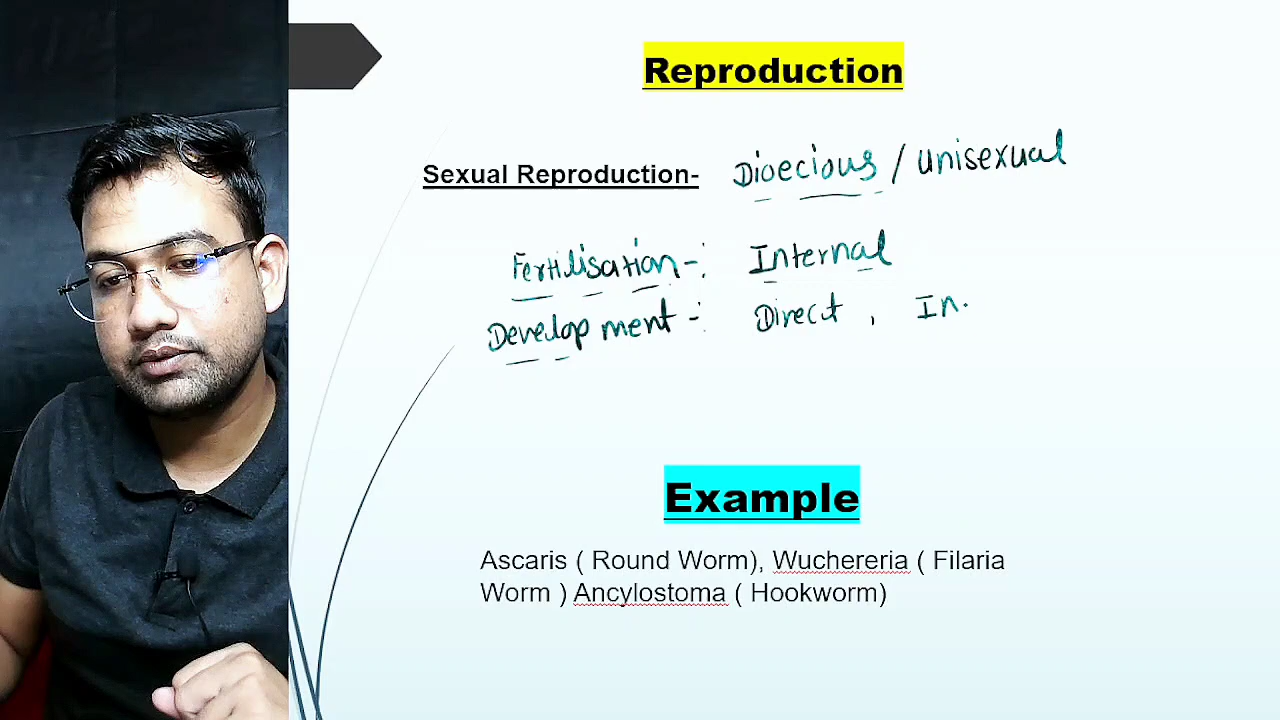 Reproduction
Sexual Reproduction- Dioecious / unisexual
Fertilisation-: Internal
Development-: Direct , In.
Example
Ascaris ( Round Worm), Wuchereria ( Filaria
Worm ) Ancylostoma ( Hookworm)